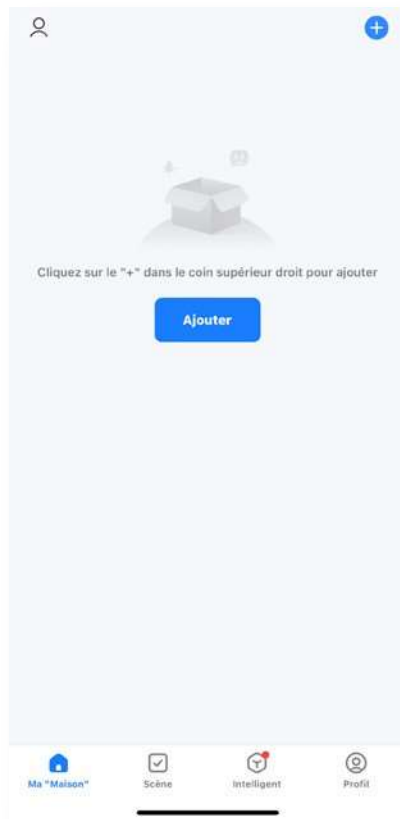 Cliquez sur le "+" dans le coin supérieur droit pour ajouter
Ajouter
Ma "Maison" Scène Intelligent Profil